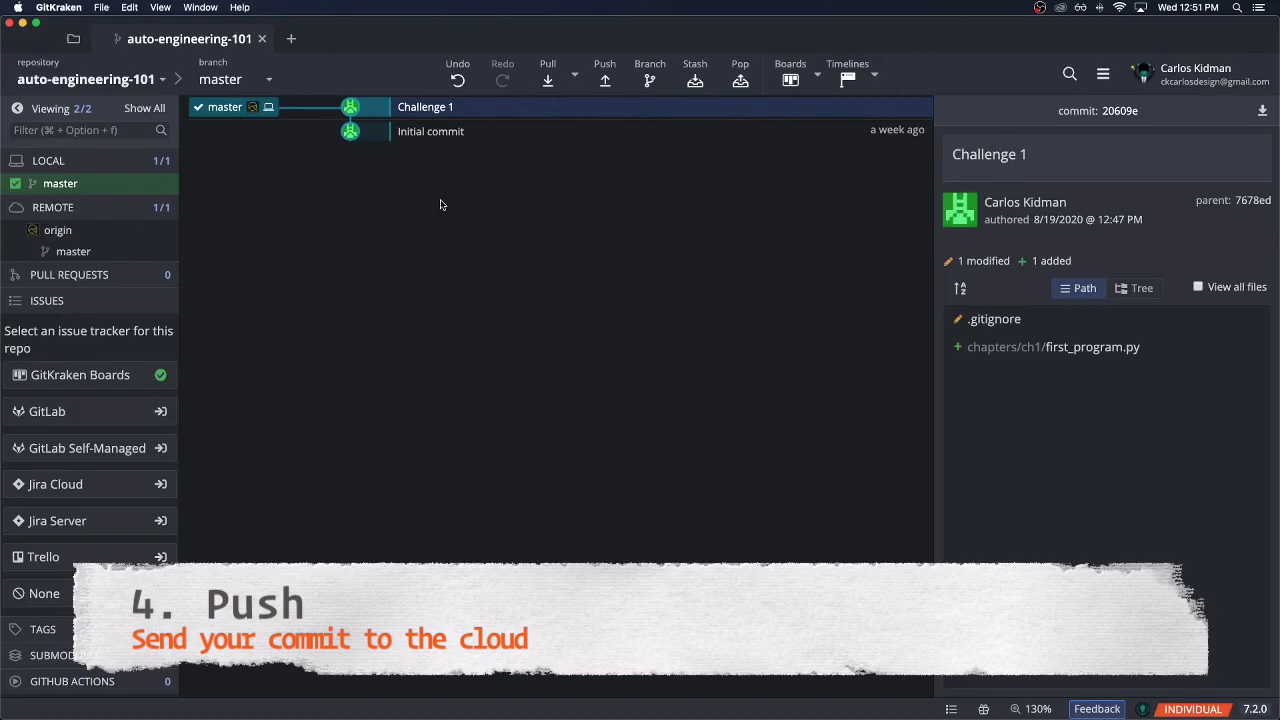 GitKraken File Edit View Window Help
Wed 12:51 PM
auto-engineering-101
repository
auto-engineering-101
branch
master
Undo
Redo
Pull
Push
Branch
Stash
Pop
Boards
Timelines
Carlos Kidman
ckcarlosdesign@gmail.com
Viewing 2/2
Show All
Filter (⌘ + Option + f)
LOCAL 1/1
master
REMOTE 1/1
origin
master
PULL REQUESTS 0
ISSUES
Select an issue tracker for this
repo
GitKraken Boards
GitLab
GitLab Self-Managed
Jira Cloud
Jira Server
Trello
None
TAGS
SUBMODU
GITHUB ACTIONS 0
master
Challenge 1
Initial commit
a week ago
commit: 20609e
Challenge 1
Carlos Kidman
authored 8/19/2020 @ 12:47 PM
parent: 7678ed
1 modified + 1 added
Path
Tree
View all files
.gitignore
+ chapters/ch1/first_program.py
4. Push
Send your commit to the cloud
130%
Feedback
INDIVIDUAL
7.2.0